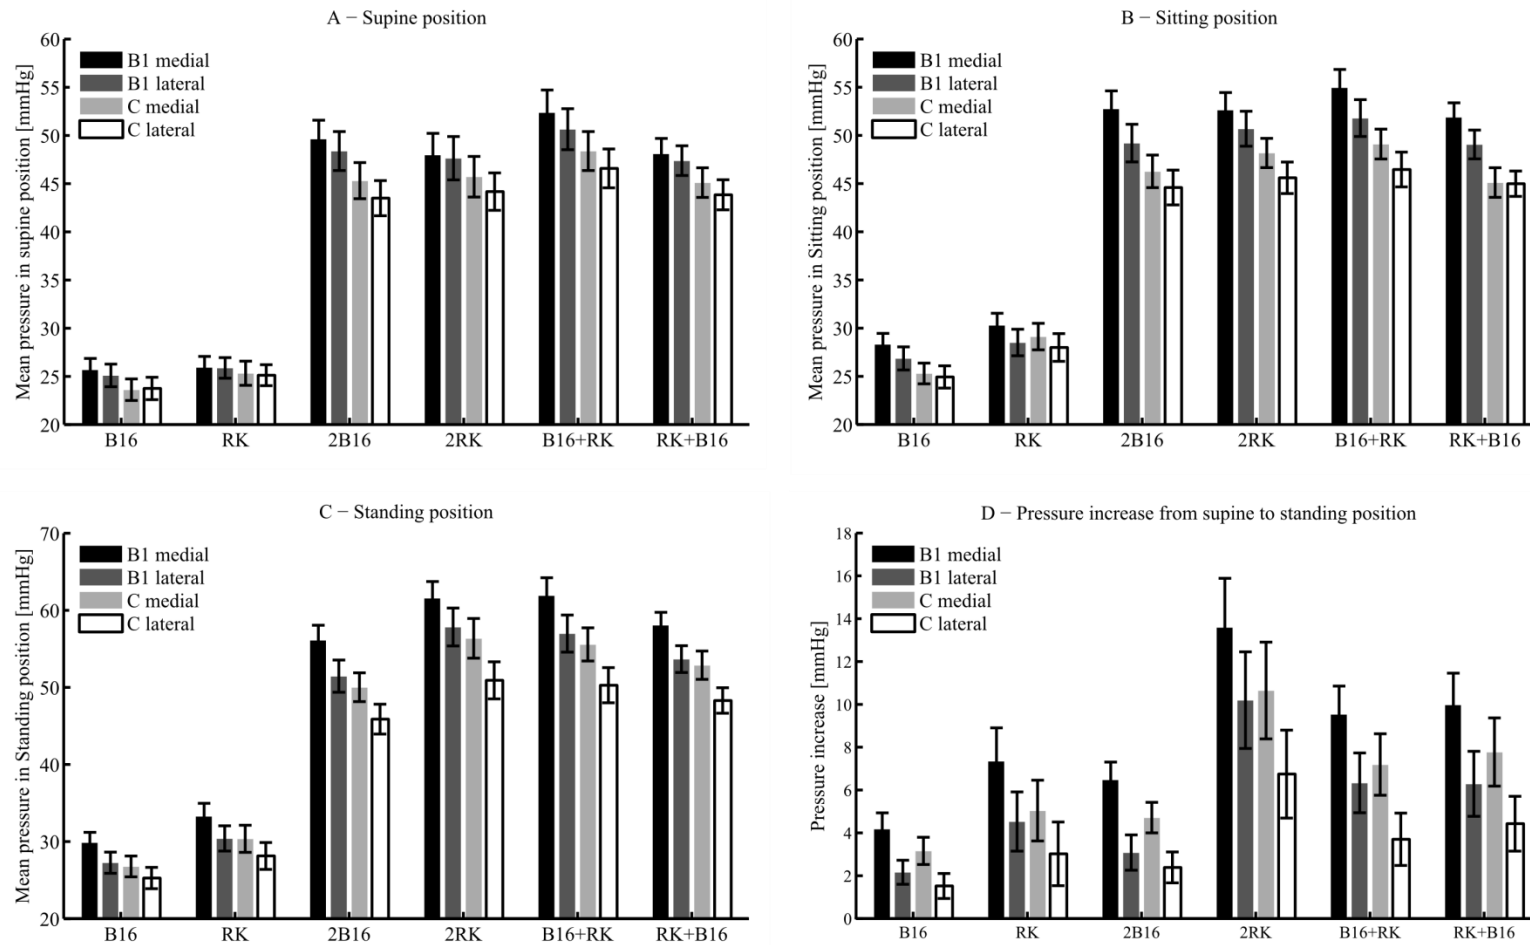 A − Supine position
Mean pressure in supine position [mmHg]
60
55
50
45
40
35
30
25
20
B1 medial
B1 lateral
C medial
C lateral
B16 RK 2B16 2RK B16+RK RK+B16
B − Sitting position
Mean pressure in Sitting position [mmHg]
60
55
50
45
40
35
30
25
20
B1 medial
B1 lateral
C medial
C lateral
B16 RK 2B16 2RK B16+RK RK+B16
C − Standing position
Mean pressure in Standing position [mmHg]
70
60
50
40
30
20
B1 medial
B1 lateral
C medial
C lateral
B16 RK 2B16 2RK B16+RK RK+B16
D − Pressure increase from supine to standing position
Pressure increase [mmHg]
18
16
14
12
10
8
6
4
2
0
B1 medial
B1 lateral
C medial
C lateral
B16 RK 2B16 2RK B16+RK RK+B16